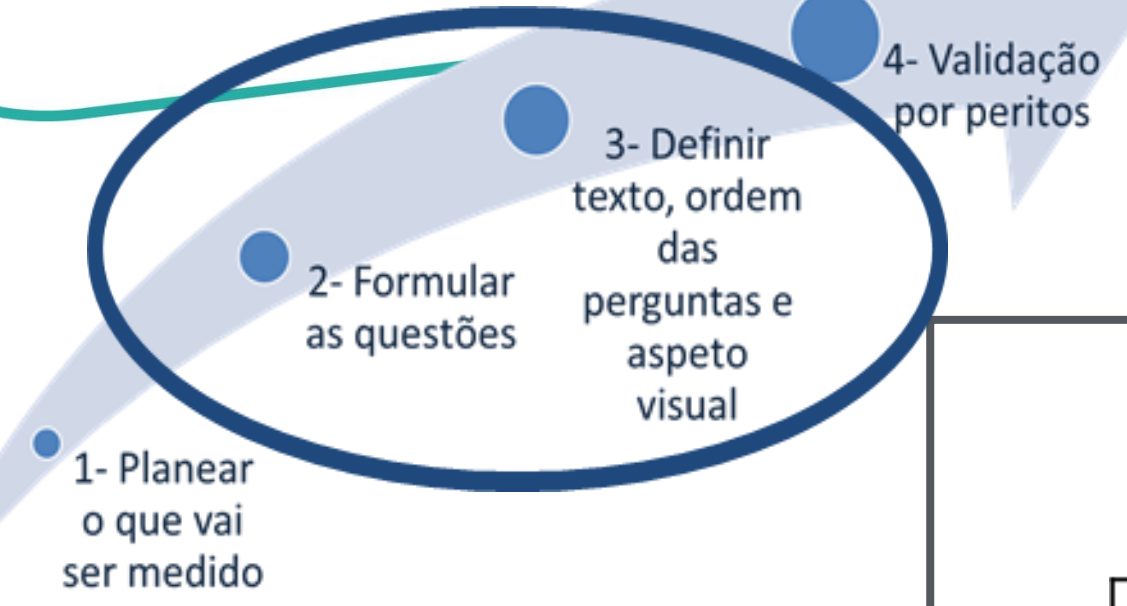 1- Planear
o que vai
ser medido
2- Formular
as questões
3- Definir
texto, ordem
das
perguntas e
aspeto
visual
4- Validação
por peritos